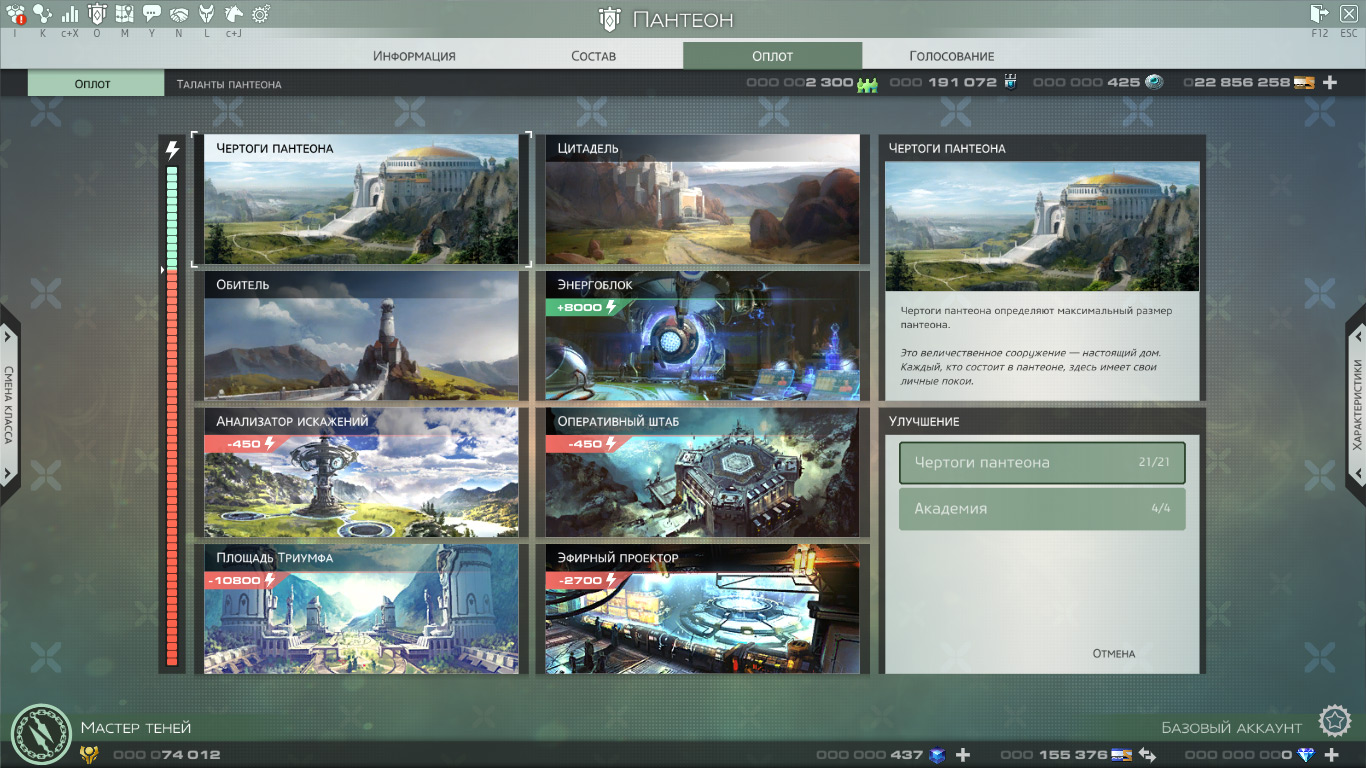 Пантеон
I K c+X O M Y N L c+J
F12 ESC
Информация Состав Оплот Голосование
Оплот Таланты пантеона 000 002 300 000 191 072 000 000 425 022 856 258
Чертоги пантеона
Цитадель
Чертоги пантеона
Обитель
Энергоблок
+8000
Чертоги пантеона определяют максимальный размер
пантеона.
Это величественное сооружение — настоящий дом.
Каждый, кто состоит в пантеоне, здесь имеет свои
личные покои.
Смена класса
Характеристики
Анализатор искажений
-450
Оперативный штаб
-450
Улучшение
Чертоги пантеона 21/21
Академия 4/4
Площадь Триумфа
-10800
Эфирный проектор
-2700
Отмена
Мастер теней
Базовый аккаунт
000 074 012 000 000 437 000 155 376 000 000 000